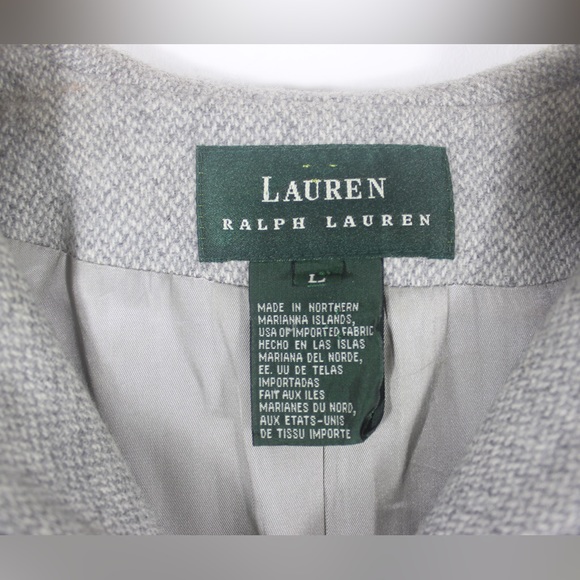 LAUREN
RALPH LAUREN
L
MADE IN NORTHERN
MARIANNA ISLANDS,
USA OF IMPORTED FABRIC
HECHO EN LAS ISLAS
MARIANA DEL NORDE,
EE. UU DE TELAS
IMPORTADAS
FAIT AUX ILES
MARIANES DU NORD,
AUX ETATS-UNIS
DE TISSU IMPORTE